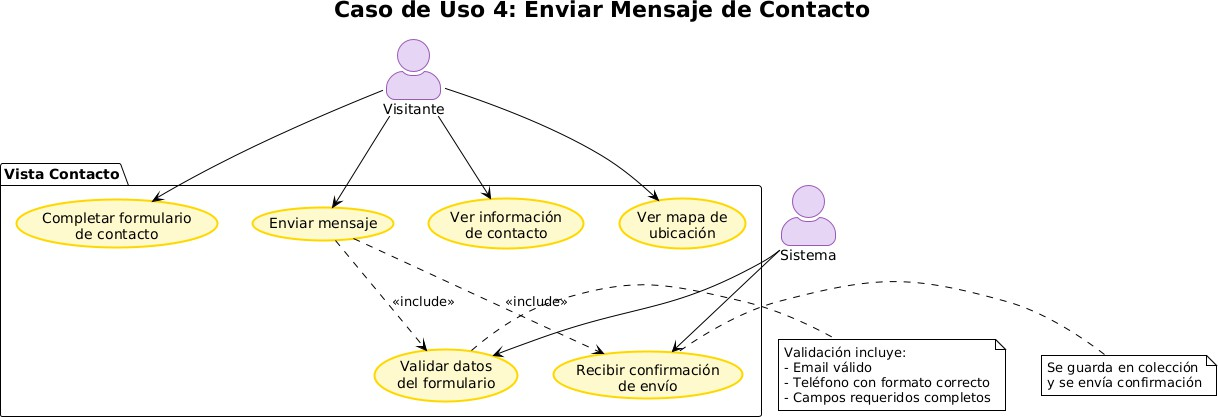 Caso de Uso 4: Enviar Mensaje de Contacto
Visitante
Vista Contacto
Completar formulario
de contacto
Enviar mensaje
Ver información
de contacto
Ver mapa de
ubicación
Sistema
«include»
«include»
Validar datos
del formulario
Recibir confirmación
de envío
Validación incluye:
- Email válido
- Teléfono con formato correcto
- Campos requeridos completos
Se guarda en colección
y se envía confirmación